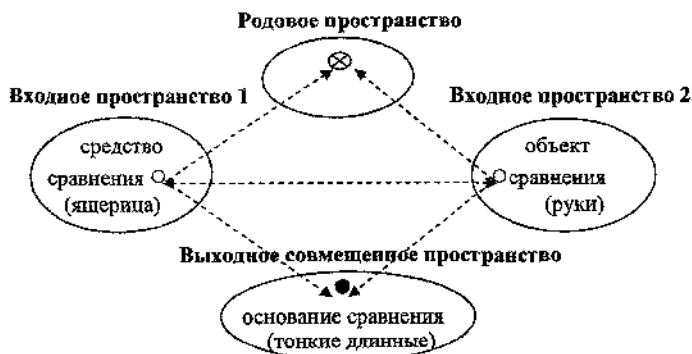 Родовое пространство
Входное пространство 1
Входное пространство 2
средство
сравнения
(ящерица)
объект
сравнения
(руки)
Выходное совмещенное пространство
основание сравнения
(тонкие длинные)